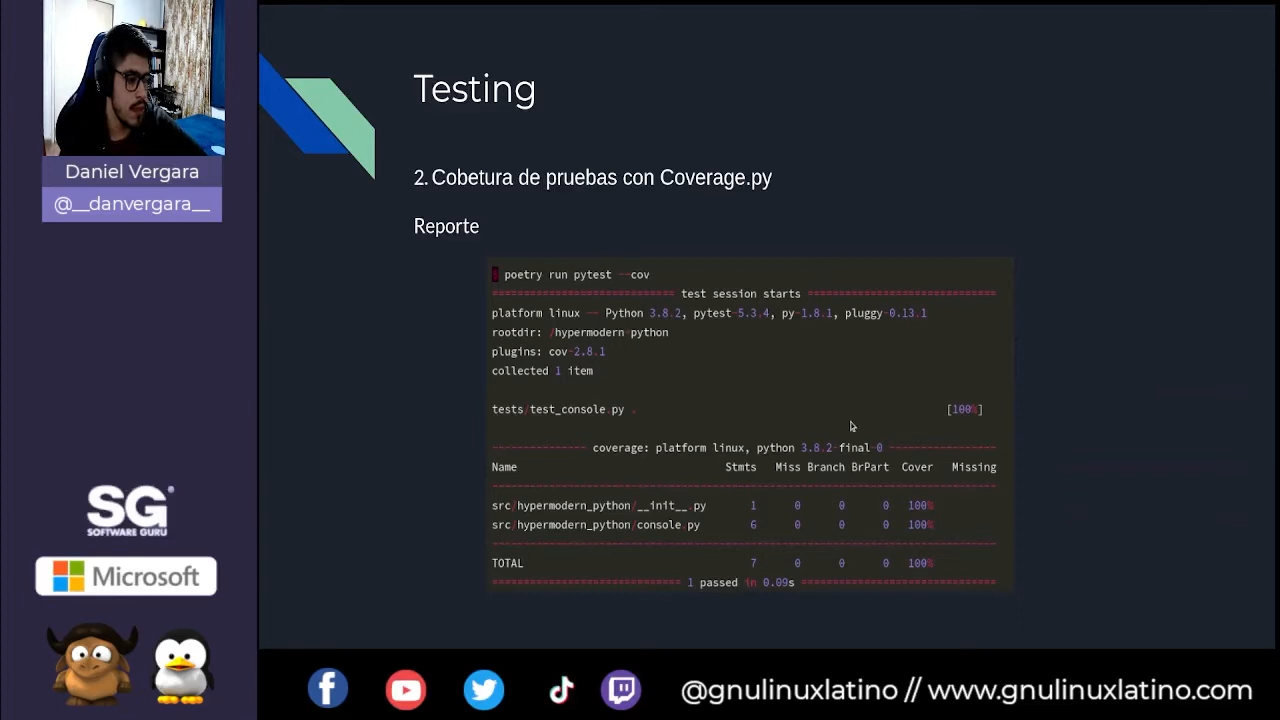 Daniel Vergara
@__danvergara__
SG
SOFTWARE GURU
Microsoft
Testing
2. Cobetura de pruebas con Coverage.py
Reporte
poetry run pytest --cov
============================= test session starts ==============================
platform linux -- Python 3.8.2, pytest-5.3.4, py-1.8.1, pluggy-0.13.1
rootdir: /hypermodern-python
plugins: cov-2.8.1
collected 1 item
tests/test_console.py . [100%]
--------------- coverage: platform linux, python 3.8.2-final-0 -----------------
Name Stmts Miss Branch BrPart Cover Missing
--------------------------------------------------------------------------------
src/hypermodern_python/__init__.py 1 0 0 0 100%
src/hypermodern_python/console.py 6 0 0 0 100%
--------------------------------------------------------------------------------
TOTAL 7 0 0 0 100%
============================== 1 passed in 0.09s ===============================
@gnulinuxlatino // www.gnulinuxlatino.com